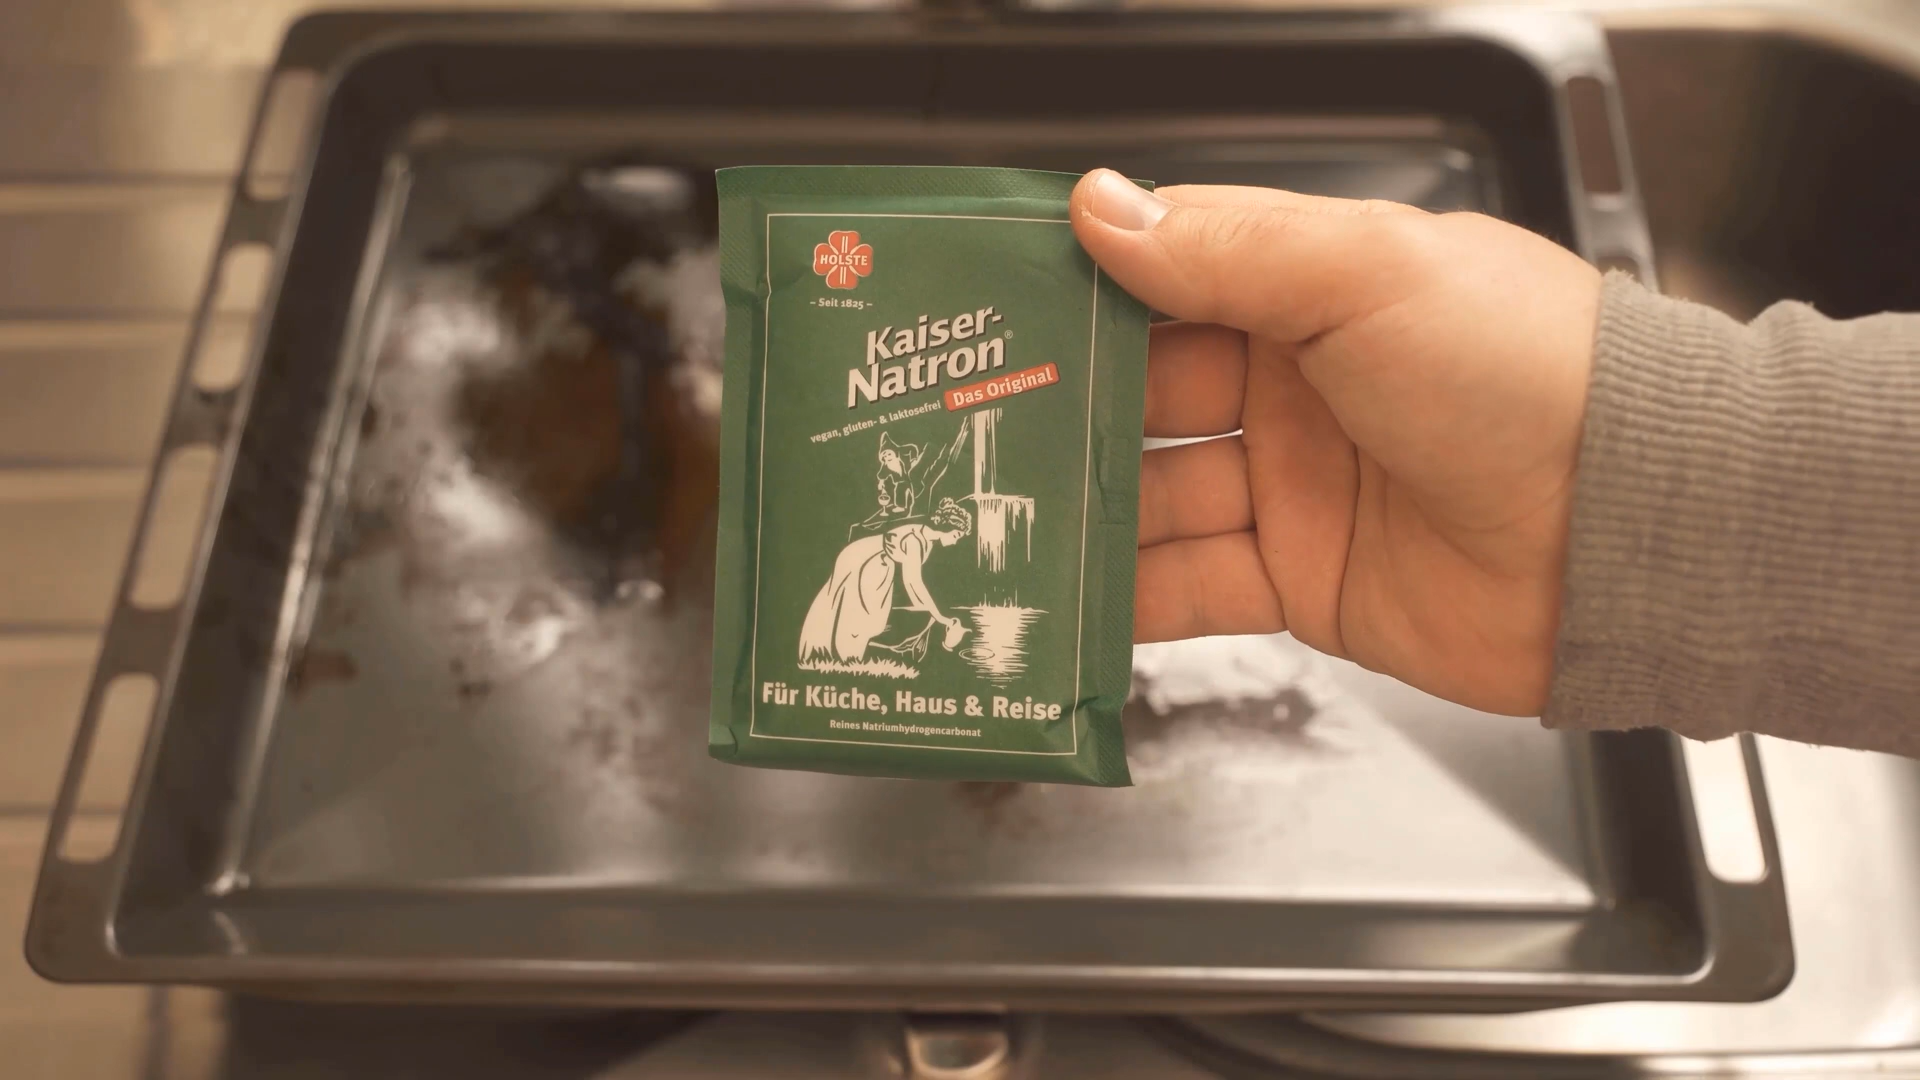 HOLSTE
– Seit 1825 –
Kaiser-
Natron®
Das Original
vegan, gluten- & laktosefrei
Für Küche, Haus & Reise
Reines Natriumhydrogencarbonat